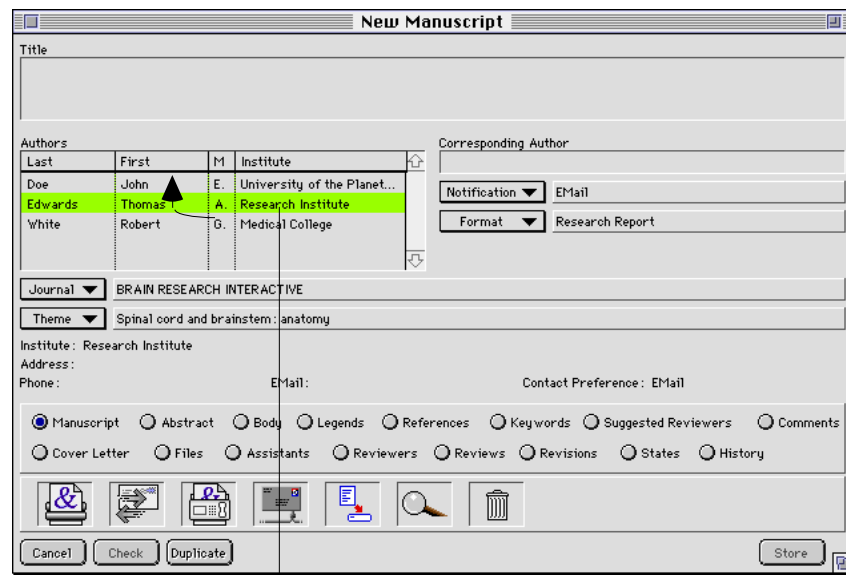 New Manuscript
Title
Authors
Corresponding Author
Last First M Institute
Doe John E. University of the Planet...
Notification EMail
Edwards Thomas A. Research Institute
Format Research Report
White Robert G. Medical College
Journal BRAIN RESEARCH INTERACTIVE
Theme Spinal cord and brainstem: anatomy
Institute: Research Institute
Address:
Phone: EMail: Contact Preference: EMail
Manuscript Abstract Body Legends References Keywords Suggested Reviewers Comments
Cover Letter Files Assistants Reviewers Reviews Revisions States History
& &
Cancel Check Duplicate Store